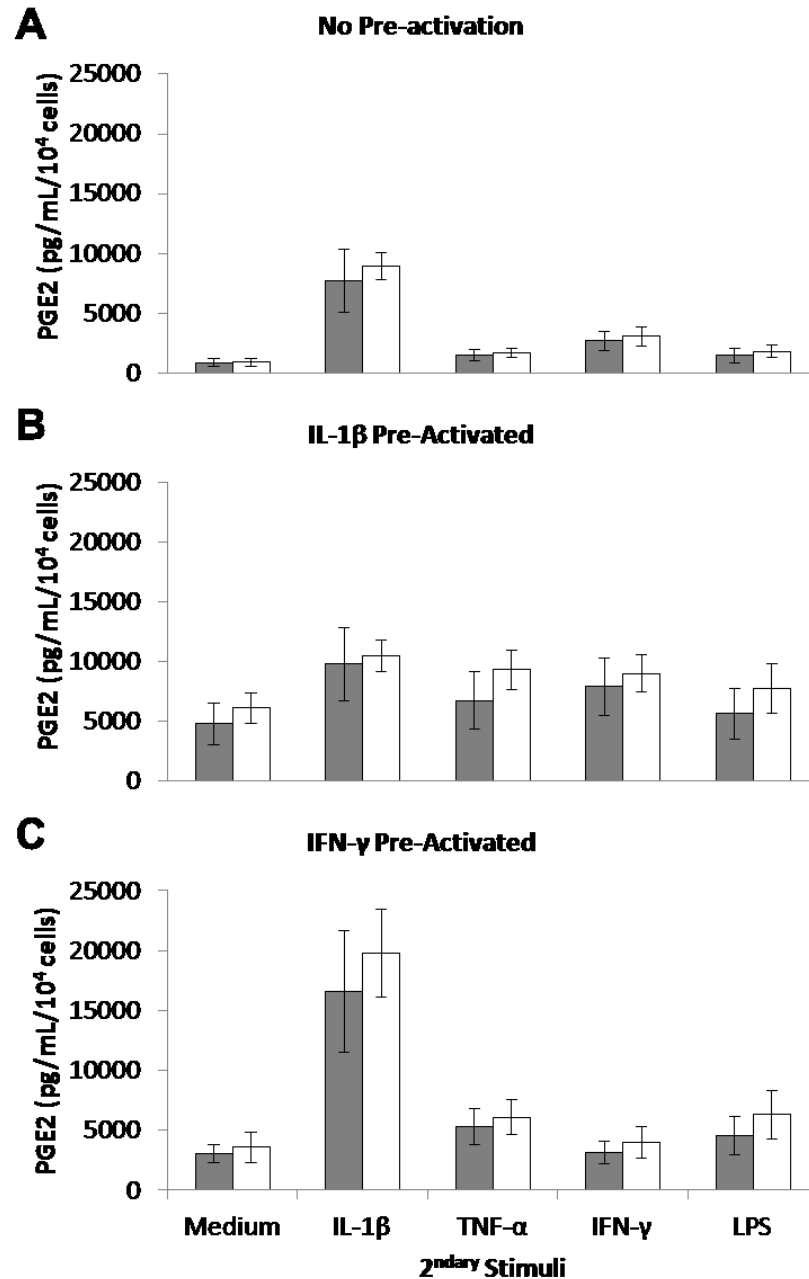 A
No Pre-activation
PGE2 (pg/mL/10⁴ cells)
25000
20000
15000
10000
5000
0
B
IL-1β Pre-Activated
PGE2 (pg/mL/10⁴ cells)
25000
20000
15000
10000
5000
0
C
IFN-γ Pre-Activated
PGE2 (pg/mL/10⁴ cells)
25000
20000
15000
10000
5000
0
Medium IL-1β TNF-α IFN-γ LPS
2ⁿᵈᵃʳʸ Stimuli